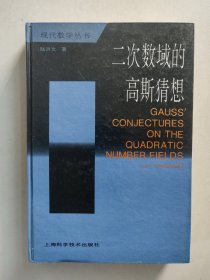 现代数学丛书
陆洪文 著
二次数域的
高斯猜想
GAUSS'
CONJECTURES
ON THE
QUADRATIC
NUMBER FIELDS
上海科学技术出版社